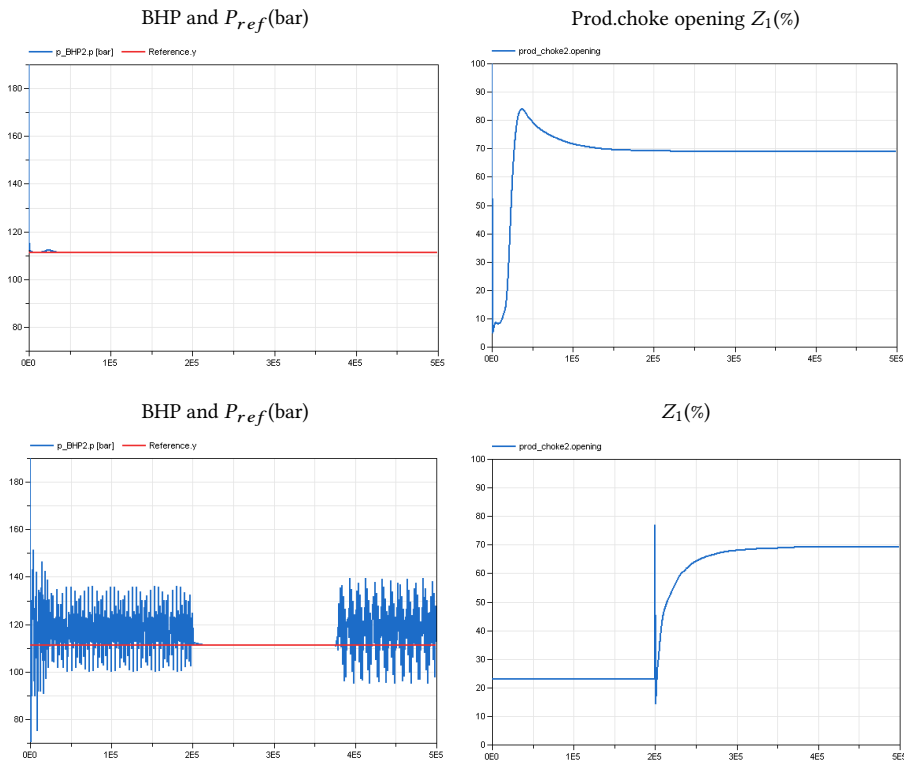 BHP and P_ref(bar)
p_BHP2.p [bar] Reference.y
180
160
140
120
100
80
0E0 1E5 2E5 3E5 4E5 5E5
Prod.choke opening Z_1(%)
prod_choke2.opening
100
90
80
70
60
50
40
30
20
10
0
0E0 1E5 2E5 3E5 4E5 5E5
BHP and P_ref(bar)
p_BHP2.p [bar] Reference.y
180
160
140
120
100
80
0E0 1E5 2E5 3E5 4E5 5E5
Z_1(%)
prod_choke2.opening
100
90
80
70
60
50
40
30
20
10
0
0E0 1E5 2E5 3E5 4E5 5E5